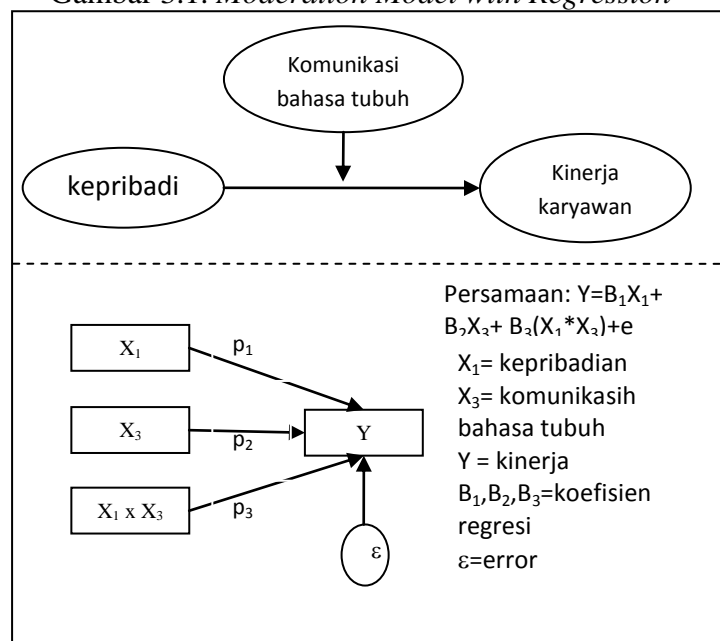 Gambar 3.1. Moderation Model with Regression
Komunikasi
bahasa tubuh
kepribadi
Kinerja
karyawan
Persamaan: Y=B₁X₁+
B₂X₃+ B₃(X₁*X₃)+e
X₁= kepribadian
X₃= komunikasih
bahasa tubuh
Y = kinerja
B₁,B₂,B₃=koefisien
regresi
ε=error
X₁
p₁
X₃
p₂
Y
X₁ x X₃
p₃
ε